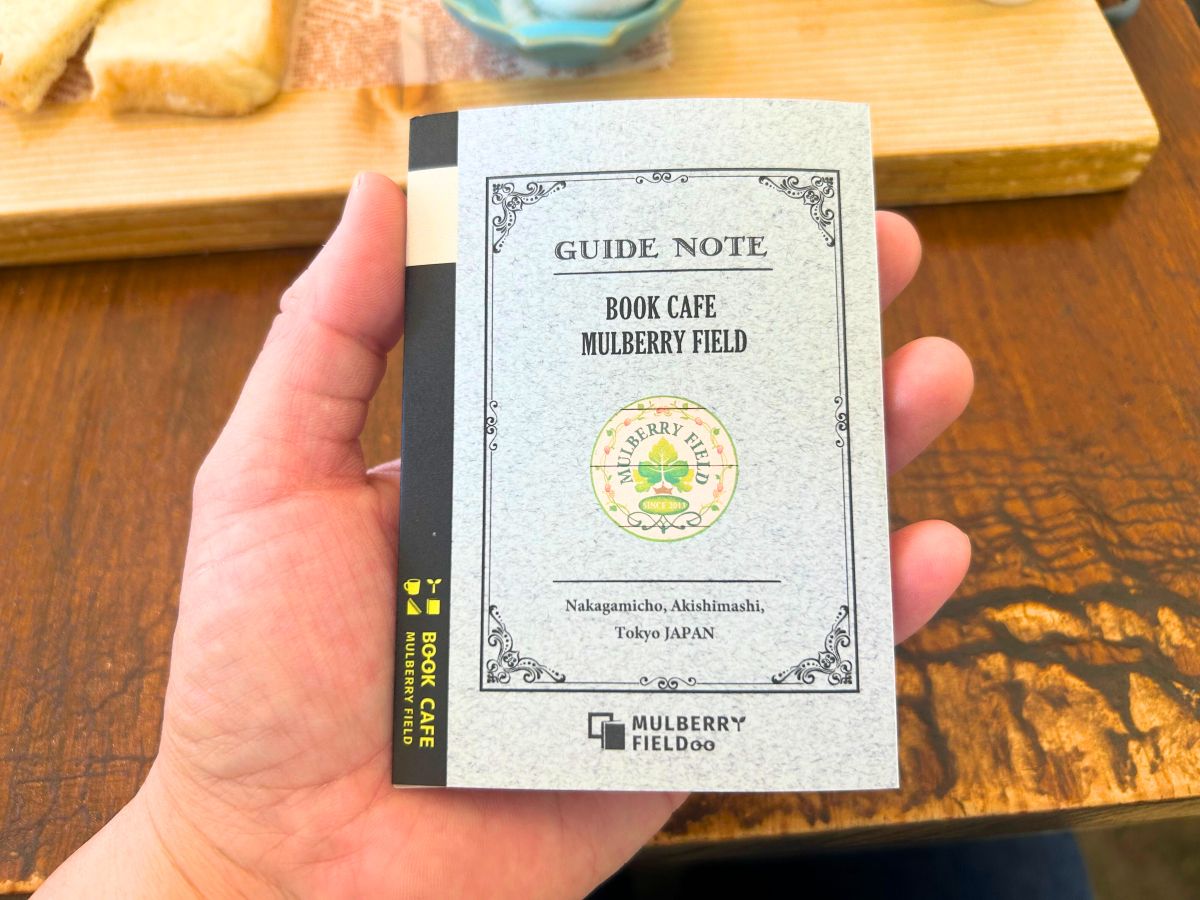 GUIDE NOTE
BOOK CAFE
MULBERRY FIELD
MULBERRY FIELD
SINCE 2013
Nakagamicho, Akishimashi,
Tokyo JAPAN
MULBERRY
FIELD
BOOK CAFE
MULBERRY FIELD